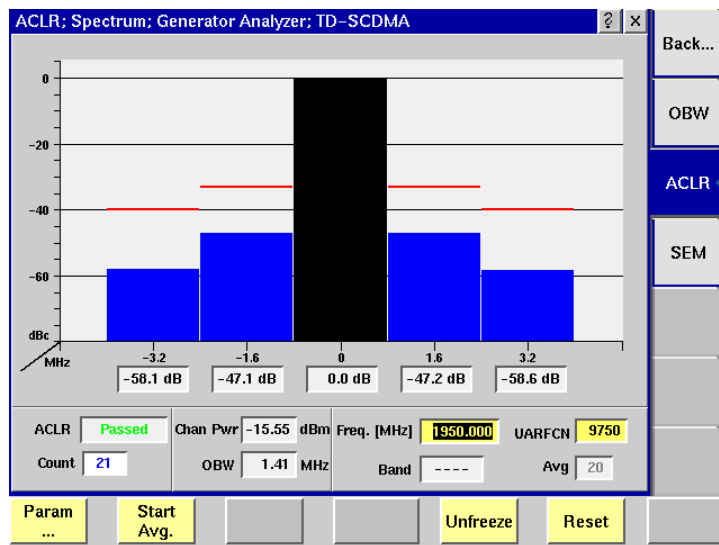 ACLR; Spectrum; Generator Analyzer; TD-SCDMA ? x
Back...
OBW
ACLR
SEM
0
-20
-40
-60
dBc
MHz
-3.2 -1.6 0 1.6 3.2
-58.1 dB -47.1 dB 0.0 dB -47.2 dB -58.6 dB
ACLR Passed Chan Pwr -15.55 dBm Freq. [MHz] 1950.000 UARFCN 9750
Count 21 OBW 1.41 MHz Band ---- Avg 20
Param ...
Start Avg.
Unfreeze
Reset